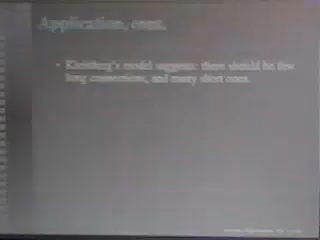 Application, cont.
• Kleinberg's model suggests: there should be few
long connections, and many short ones.